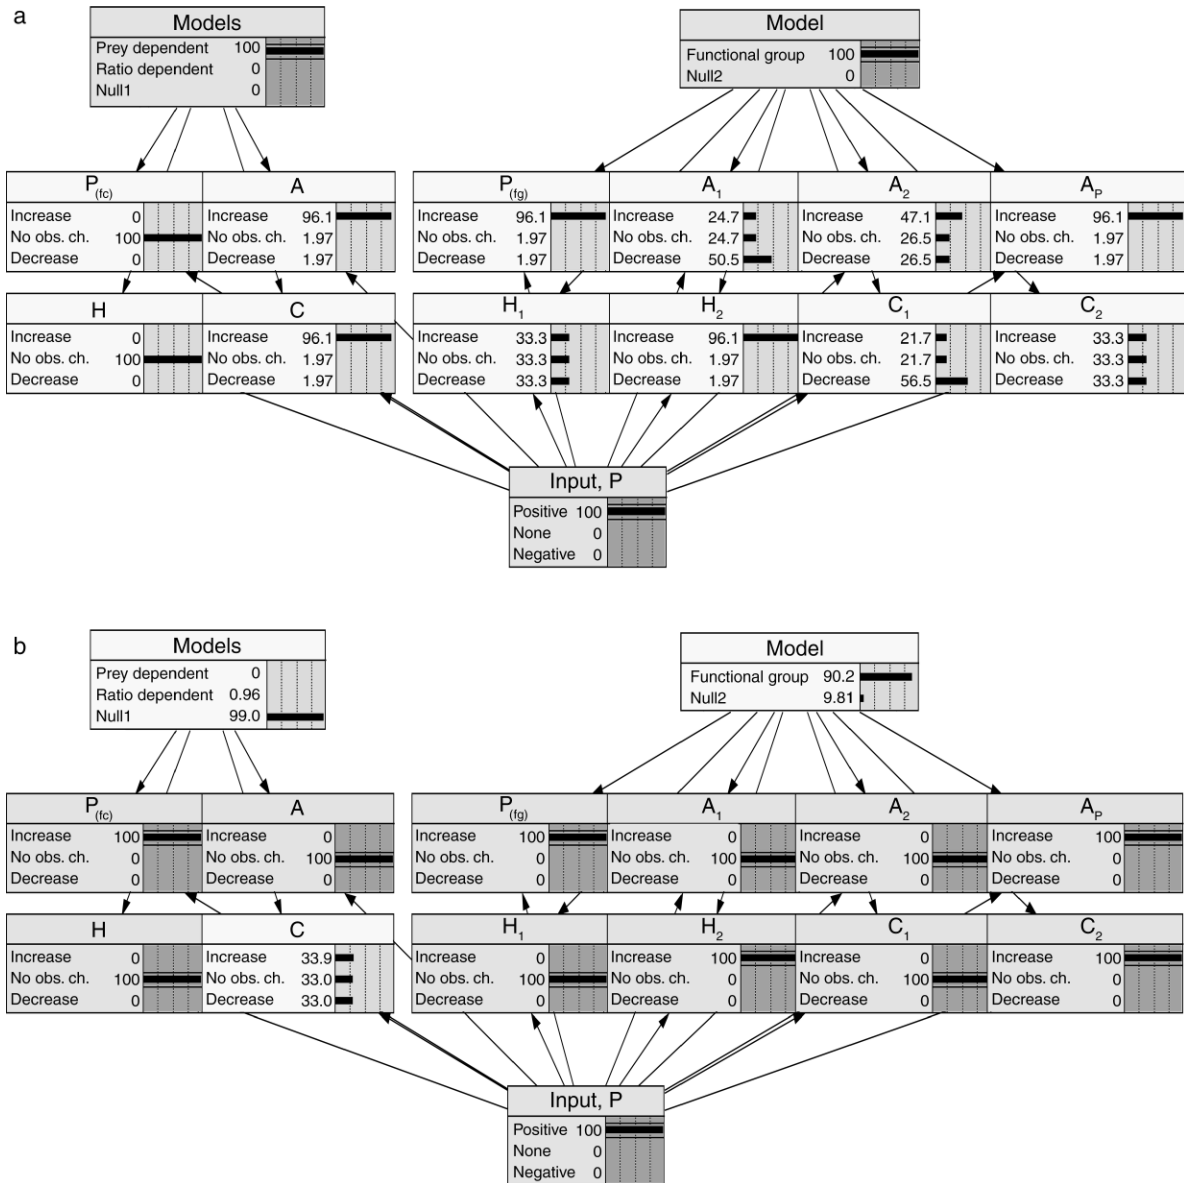 a
Models
Prey dependent 100
Ratio dependent 0
Null1 0
Model
Functional group 100
Null2 0
P(fc)
Increase 0
No obs. ch. 100
Decrease 0
A
Increase 96.1
No obs. ch. 1.97
Decrease 1.97
P(fg)
Increase 96.1
No obs. ch. 1.97
Decrease 1.97
A1
Increase 24.7
No obs. ch. 24.7
Decrease 50.5
A2
Increase 47.1
No obs. ch. 26.5
Decrease 26.5
AP
Increase 96.1
No obs. ch. 1.97
Decrease 1.97
H
Increase 0
No obs. ch. 100
Decrease 0
C
Increase 96.1
No obs. ch. 1.97
Decrease 1.97
H1
Increase 33.3
No obs. ch. 33.3
Decrease 33.3
H2
Increase 96.1
No obs. ch. 1.97
Decrease 1.97
C1
Increase 21.7
No obs. ch. 21.7
Decrease 56.5
C2
Increase 33.3
No obs. ch. 33.3
Decrease 33.3
Input, P
Positive 100
None 0
Negative 0
b
Models
Prey dependent 0
Ratio dependent 0.96
Null1 99.0
Model
Functional group 90.2
Null2 9.81
P(fc)
Increase 100
No obs. ch. 0
Decrease 0
A
Increase 0
No obs. ch. 100
Decrease 0
P(fg)
Increase 100
No obs. ch. 0
Decrease 0
A1
Increase 0
No obs. ch. 100
Decrease 0
A2
Increase 0
No obs. ch. 100
Decrease 0
AP
Increase 100
No obs. ch. 0
Decrease 0
H
Increase 0
No obs. ch. 100
Decrease 0
C
Increase 33.9
No obs. ch. 33.0
Decrease 33.0
H1
Increase 0
No obs. ch. 100
Decrease 0
H2
Increase 100
No obs. ch. 0
Decrease 0
C1
Increase 0
No obs. ch. 100
Decrease 0
C2
Increase 100
No obs. ch. 0
Decrease 0
Input, P
Positive 100
None 0
Negative 0